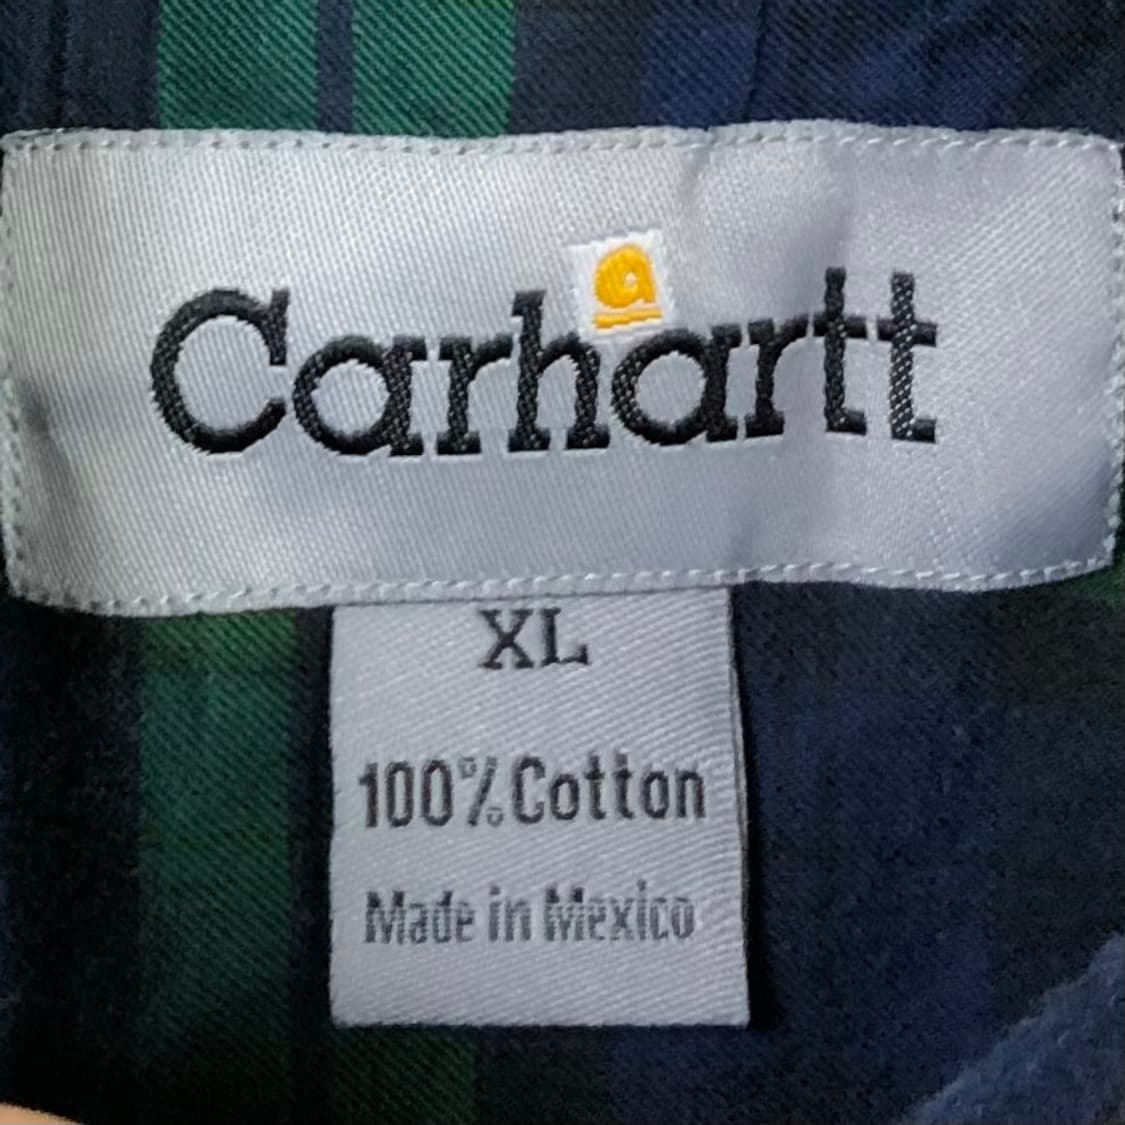 Carhartt
XL
100% Cotton
Made in Mexico